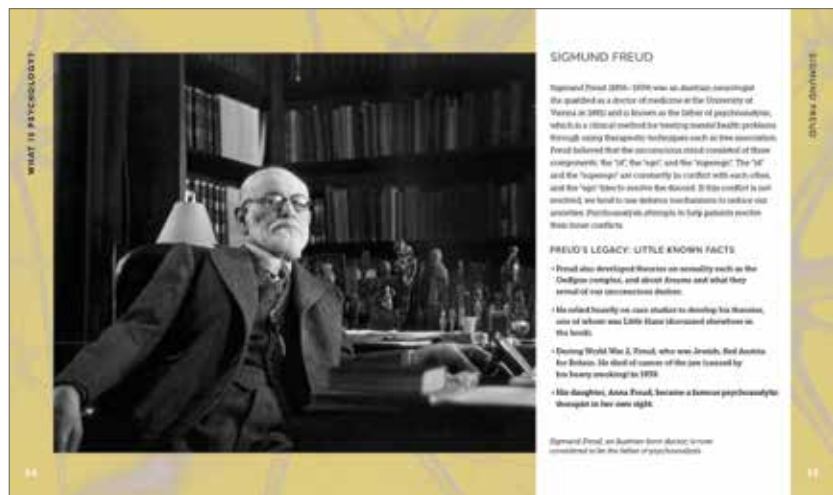 WHAT IS PSYCHOLOGY?
SIGMUND FREUD
Sigmund Freud (1856–1939) was an Austrian neurologist
(he qualified as a doctor of medicine at the University of
Vienna in 1881) and is known as the father of psychoanalysis,
which is a clinical method for treating mental health problems
through using therapeutic techniques such as free association.
Freud believed that the unconscious mind consisted of three
components: the "id", the "ego", and the "superego". The "id"
and the "superego" are constantly in conflict with each other,
and the "ego" tries to resolve the discord. If this conflict is not
resolved, we tend to use defence mechanisms to reduce our
anxieties. Psychoanalysis attempts to help patients resolve
their inner conflicts.
FREUD'S LEGACY: LITTLE KNOWN FACTS
• Freud also developed theories on sexuality such as the
Oedipus complex, and about dreams and what they
reveal of our unconscious desires.
• He relied heavily on case studies to develop his theories,
one of whom was Little Hans (discussed elsewhere in
the book).
• During World War 2, Freud, who was Jewish, fled Austria
for Britain. He died of cancer of the jaw (caused by
his heavy smoking) in 1939.
• His daughter, Anna Freud, became a famous psychoanalytic
therapist in her own right.
Sigmund Freud, an Austrian-born doctor, is now
considered to be the father of psychoanalysis.
SIGMUND FREUD